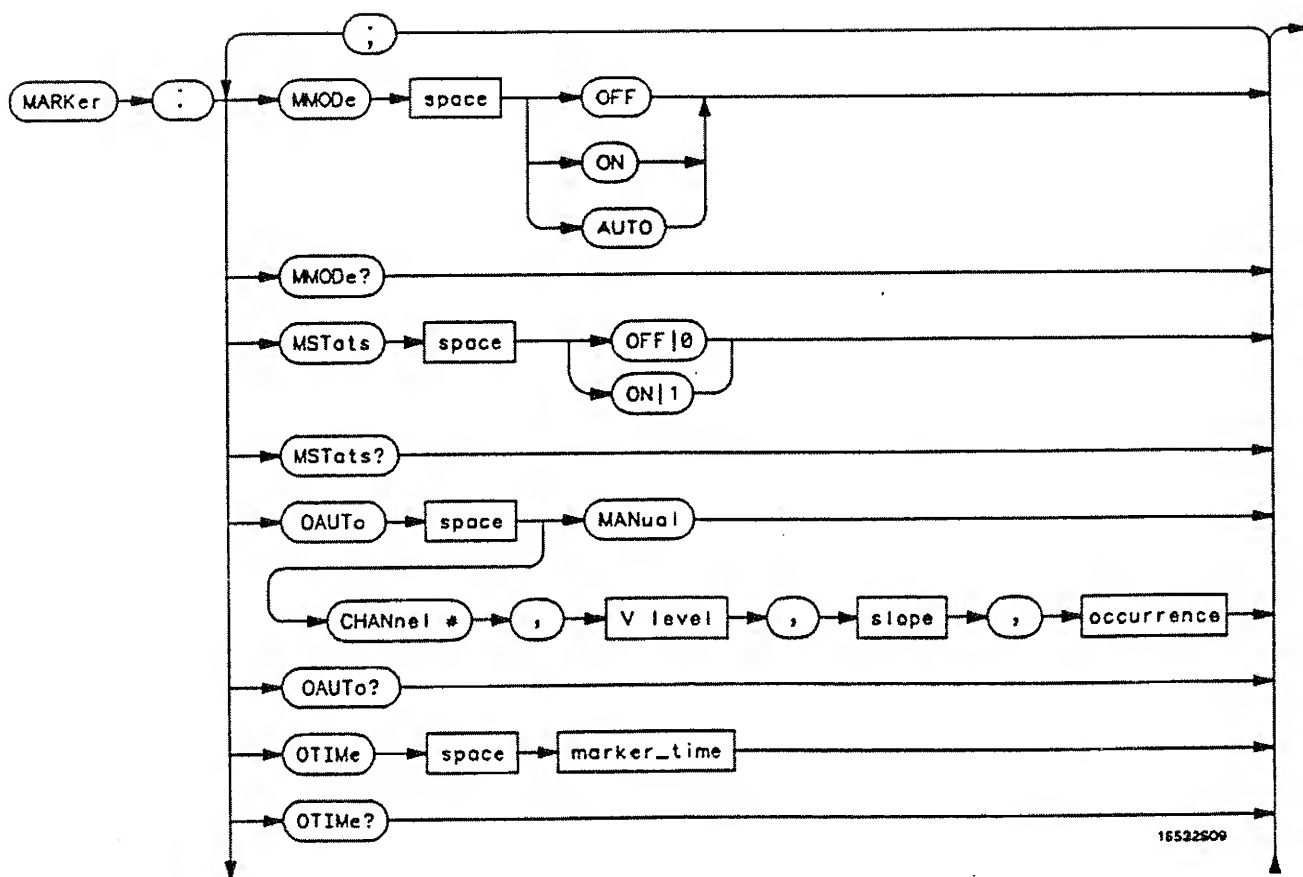 ;
MARKer : MMODe space OFF
ON
AUTO
MMODe?
MSTats space OFF|0
ON|1
MSTats?
OAUTo space MANual
CHANnel # , V level , slope , occurrence
OAUTo?
OTIMe space marker_time
OTIMe?
16532S09